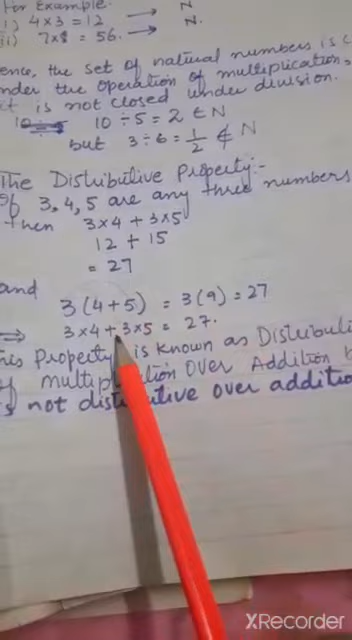 For Example.
i) 4×3=12 → N
ii) 7×8 = 56. → N.
ence, the set of natural numbers is c
nder the operation of multiplication,
it is not closed under division.
10÷5 = 2 ∈ N
but 3÷6 = 1/2 ∉ N
The Distributive Property:-
If 3,4,5 are any three numbers
then 3×4 + 3×5
12 + 15
= 27
and
3(4+5) = 3(9) = 27
⇒ 3×4+3×5 = 27.
his Property is known as Distributi
of multiplication over Addition b
is not distributive over additio
XRecorder